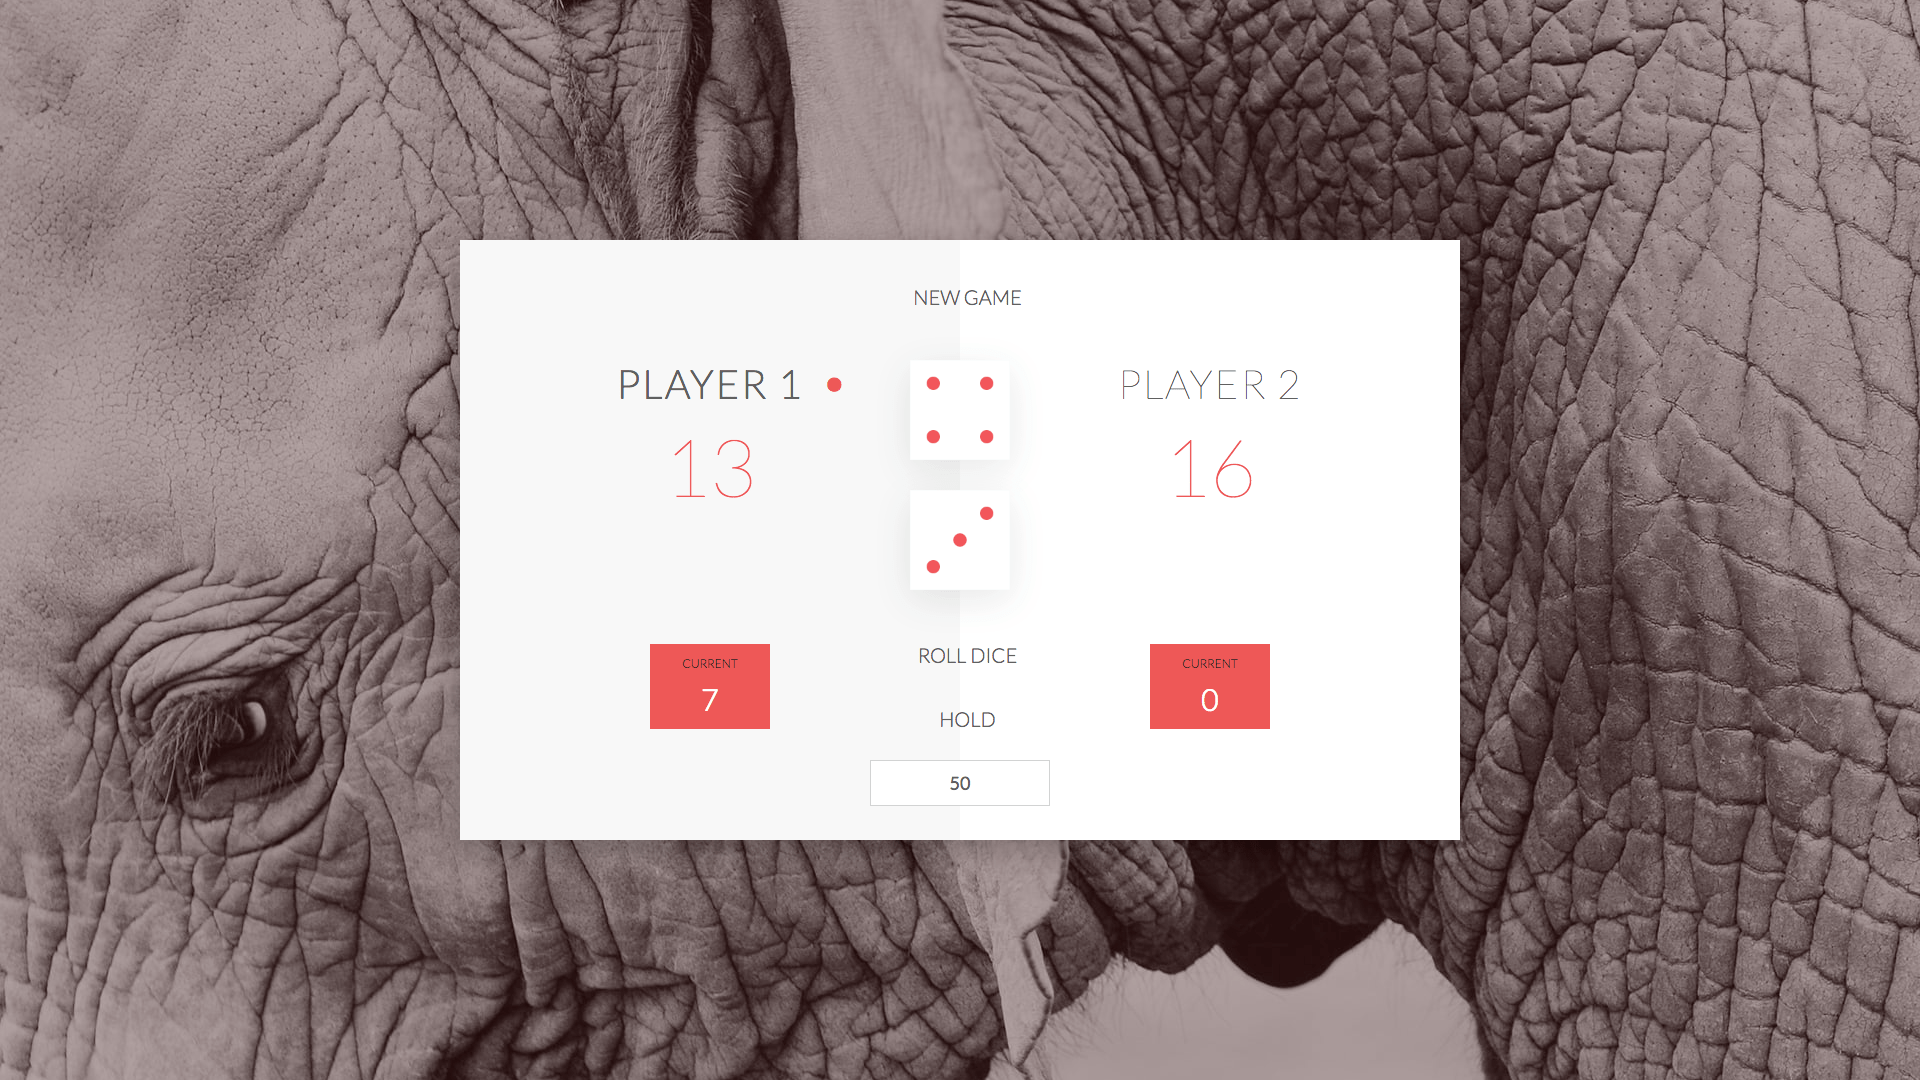 NEW GAME
PLAYER 1
13
PLAYER 2
16
CURRENT
7
ROLL DICE
HOLD
50
CURRENT
0